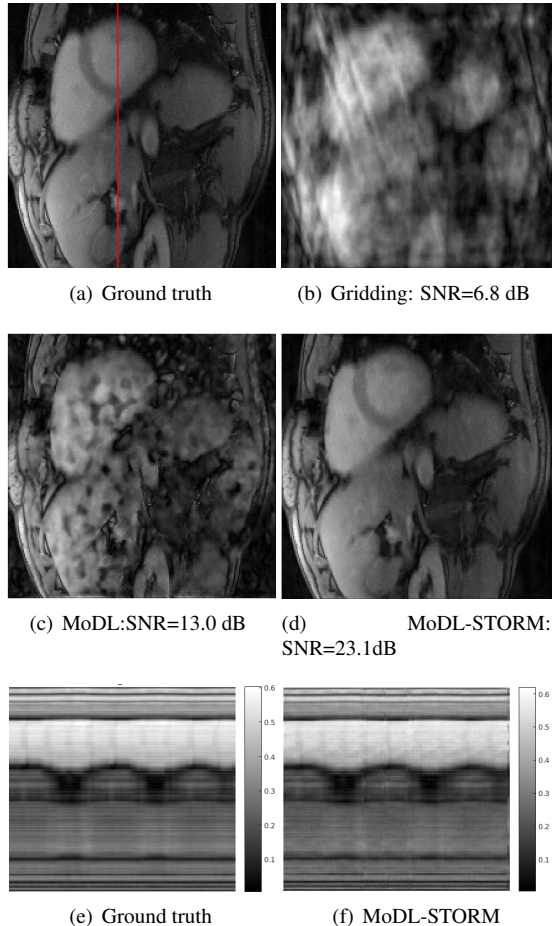 (a) Ground truth
(b) Gridding: SNR=6.8 dB
(c) MoDL:SNR=13.0 dB
(d) MoDL-STORM:
SNR=23.1dB
0.6
0.5
0.4
0.3
0.2
0.1
0.6
0.5
0.4
0.3
0.2
0.1
(e) Ground truth
(f) MoDL-STORM